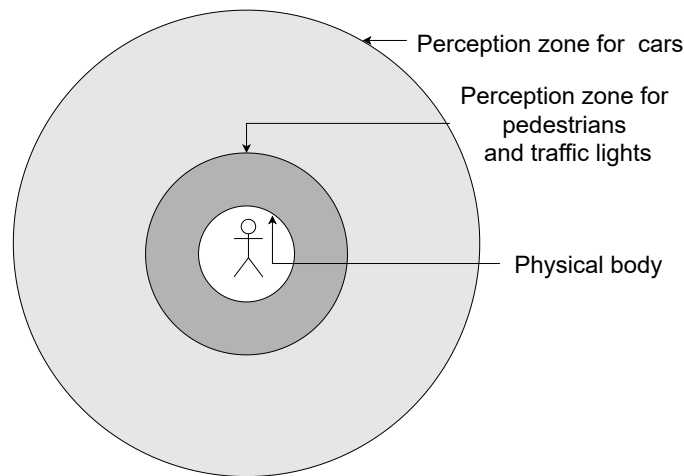 Perception zone for  cars
Perception zone for
pedestrians
and traffic lights
Physical body